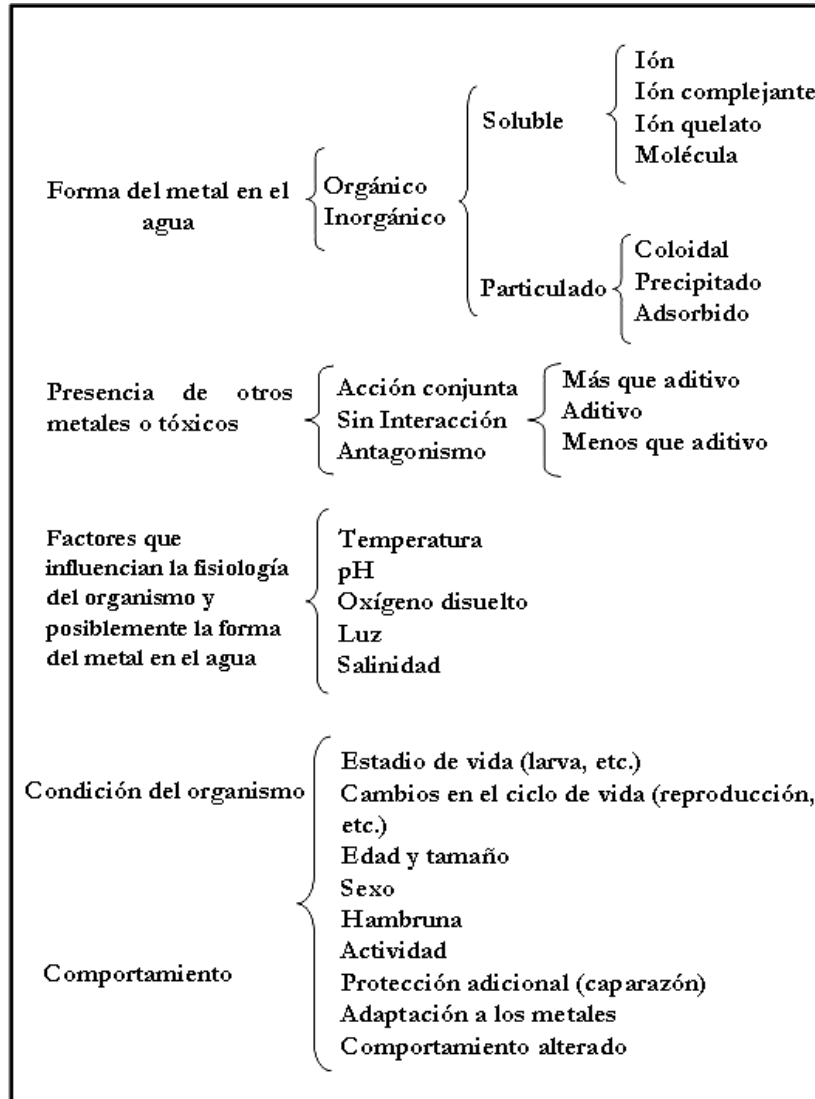 Forma del metal en el
agua
Orgánico
Inorgánico
Soluble
Ión
Ión complejante
Ión quelato
Molécula
Particulado
Coloidal
Precipitado
Adsorbido
Presencia de otros
metales o tóxicos
Acción conjunta
Sin Interacción
Antagonismo
Más que aditivo
Aditivo
Menos que aditivo
Factores que
influencian la fisiología
del organismo y
posiblemente la forma
del metal en el agua
Temperatura
pH
Oxígeno disuelto
Luz
Salinidad
Condición del organismo
Comportamiento
Estadio de vida (larva, etc.)
Cambios en el ciclo de vida (reproducción,
etc.)
Edad y tamaño
Sexo
Hambruna
Actividad
Protección adicional (caparazón)
Adaptación a los metales
Comportamiento alterado